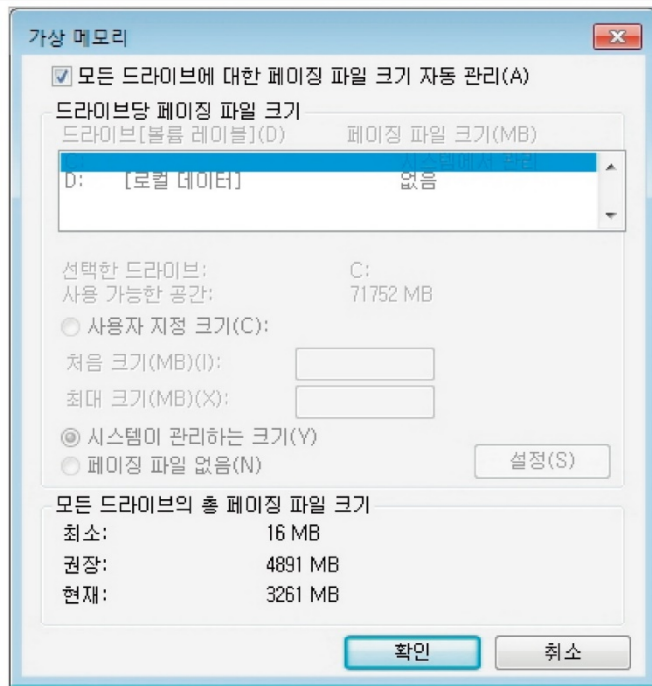 가상 메모리
모든 드라이브에 대한 페이징 파일 크기 자동 관리(A)
드라이브당 페이징 파일 크기
드라이브[볼륨 레이블](D) 페이징 파일 크기(MB)
C: 시스템에서 관리
D: [로컬 데이터] 없음
선택한 드라이브: C:
사용 가능한 공간: 71752 MB
사용자 지정 크기(C):
처음 크기(MB)(I):
최대 크기(MB)(X):
시스템이 관리하는 크기(Y)
페이징 파일 없음(N) 설정(S)
모든 드라이브의 총 페이징 파일 크기
최소: 16 MB
권장: 4891 MB
현재: 3261 MB
확인 취소